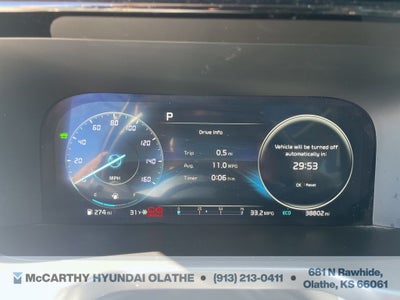 P
Drive Info
Trip 0.5 mi
Avg. 11.0 MPG
Timer 0:06
Vehicle will be turned off
automatically in:
29:53
OK : Reset
60
80
100
40
120
20
140
0
160
MPH
274 mi
31°F
33.2 MPG
ECO
38802 mi
McCARTHY HYUNDAI OLATHE
(913) 213-0411
681 N Rawhide,
Olathe, KS 66061